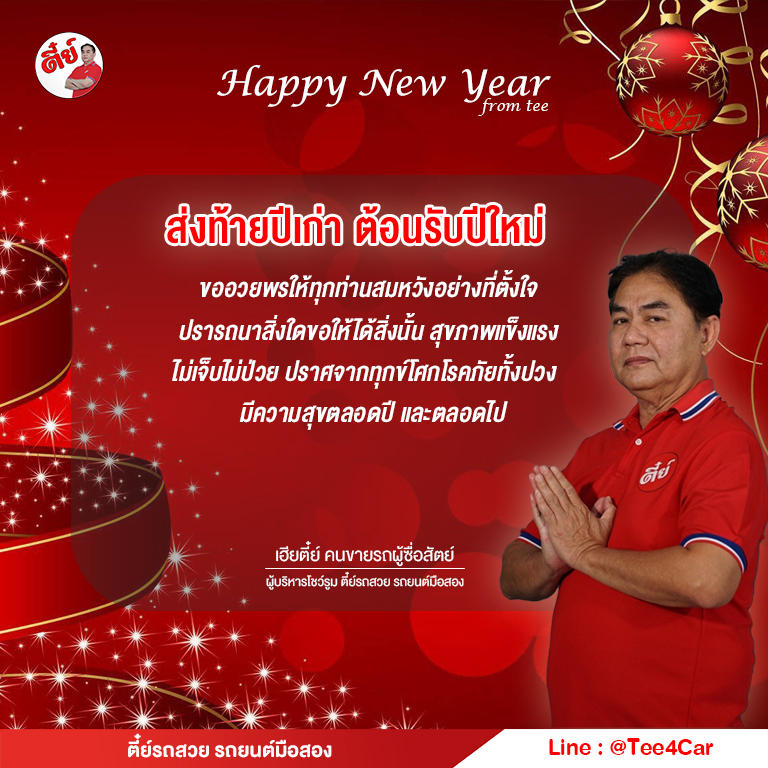 ตี๋ย์
Happy New Year
from tee
ส่งท้ายปีเก่า ต้อนรับปีใหม่
ขออวยพรให้ทุกท่านสมหวังอย่างที่ตั้งใจ
ปรารถนาสิ่งใดขอให้ได้สิ่งนั้น สุขภาพแข็งแรง
ไม่เจ็บไม่ป่วย ปราศจากทุกข์โศกโรคภัยทั้งปวง
มีความสุขตลอดปี และตลอดไป
ตี๋ย์
เฮียตี๋ย์ คนขายรถผู้ซื่อสัตย์
ผู้บริหารโชว์รูม ตี๋ย์รถสวย รถยนต์มือสอง
ตี๋ย์รถสวย รถยนต์มือสอง
Line : @Tee4Car